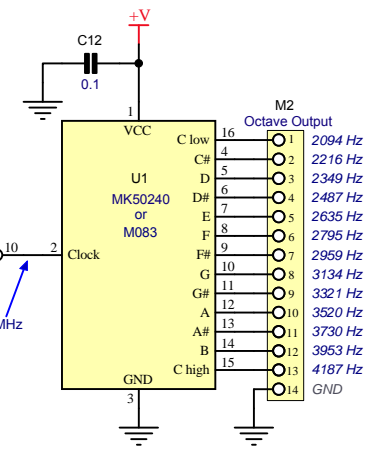 +V
C12
0.1
1
VCC
M2
Octave Output
U1
MK50240
or
M083
10
2
Clock
MHz
C low 16 1 2094 Hz
C# 4 2 2216 Hz
D 5 3 2349 Hz
D# 6 4 2487 Hz
E 7 5 2635 Hz
F 8 6 2795 Hz
F# 9 7 2959 Hz
G 10 8 3134 Hz
G# 11 9 3321 Hz
A 12 10 3520 Hz
A# 13 11 3730 Hz
B 14 12 3953 Hz
C high 15 13 4187 Hz
14 GND
GND
3